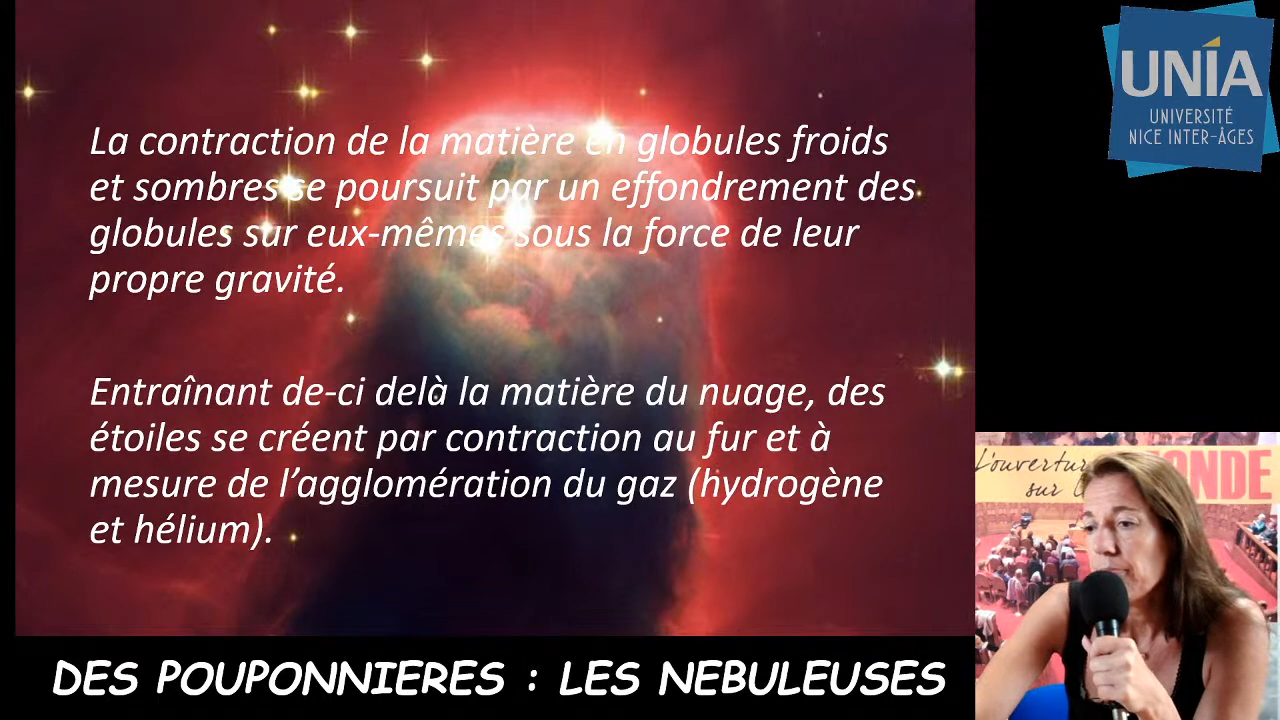 La contraction de la matière en globules froids
et sombres se poursuit par un effondrement des
globules sur eux-mêmes sous la force de leur
propre gravité.
Entraînant de-ci delà la matière du nuage, des
étoiles se créent par contraction au fur et à
mesure de l’agglomération du gaz (hydrogène
et hélium).
DES POUPONNIERES : LES NEBULEUSES
UNÍA
UNIVERSITÉ
NICE INTER-ÂGES
L'ouverture
sur
MONDE